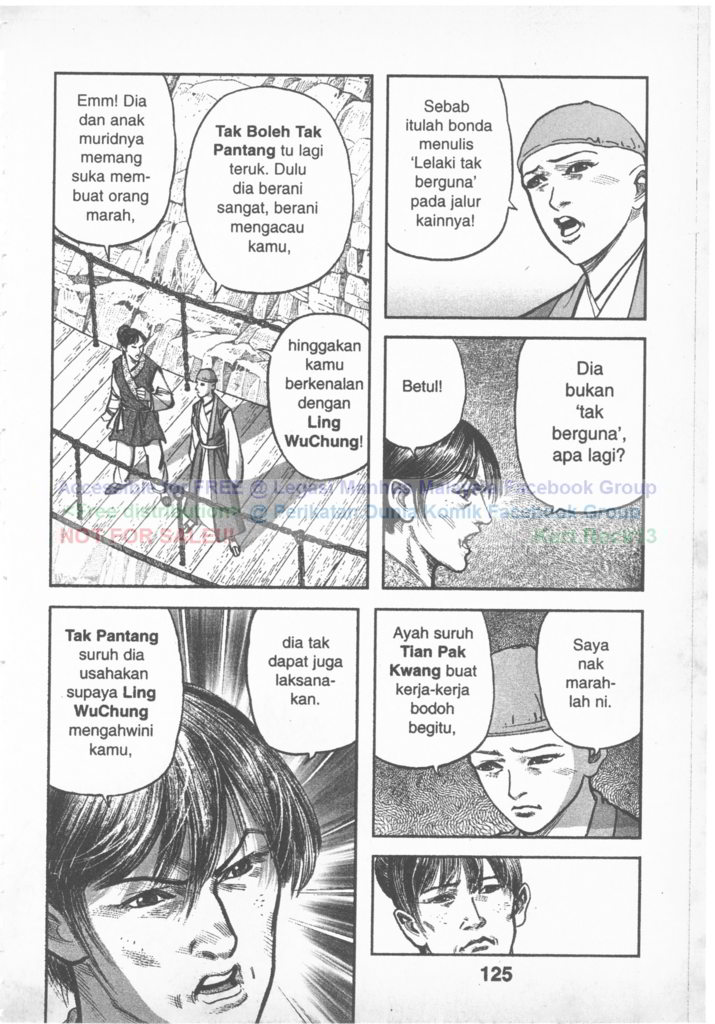 Emm! Dia
dan anak
muridnya
memang
suka mem-
buat orang
marah,
Tak Boleh Tak
Pantang tu lagi
teruk. Dulu
dia berani
sangat, berani
mengacau
kamu,
hinggakan
kamu
berkenalan
dengan
Ling
WuChung!
Sebab
itulah bonda
menulis
‘Lelaki tak
berguna’
pada jalur
kainnya!
Betul!
Dia
bukan
‘tak
berguna’,
apa lagi?
Accessible for FREE @ Legasi Manhua Malaysia Facebook Group
Free distributions @ Perikatan Dunia Komik Facebook Group
NOT FOR SALE!!!
Tak Pantang
suruh dia
usahakan
supaya Ling
WuChung
mengahwini
kamu,
dia tak
dapat juga
laksana-
kan.
Ayah suruh
Tian Pak
Kwang buat
kerja-kerja
bodoh
begitu,
Saya
nak
marah-
lah ni.
125